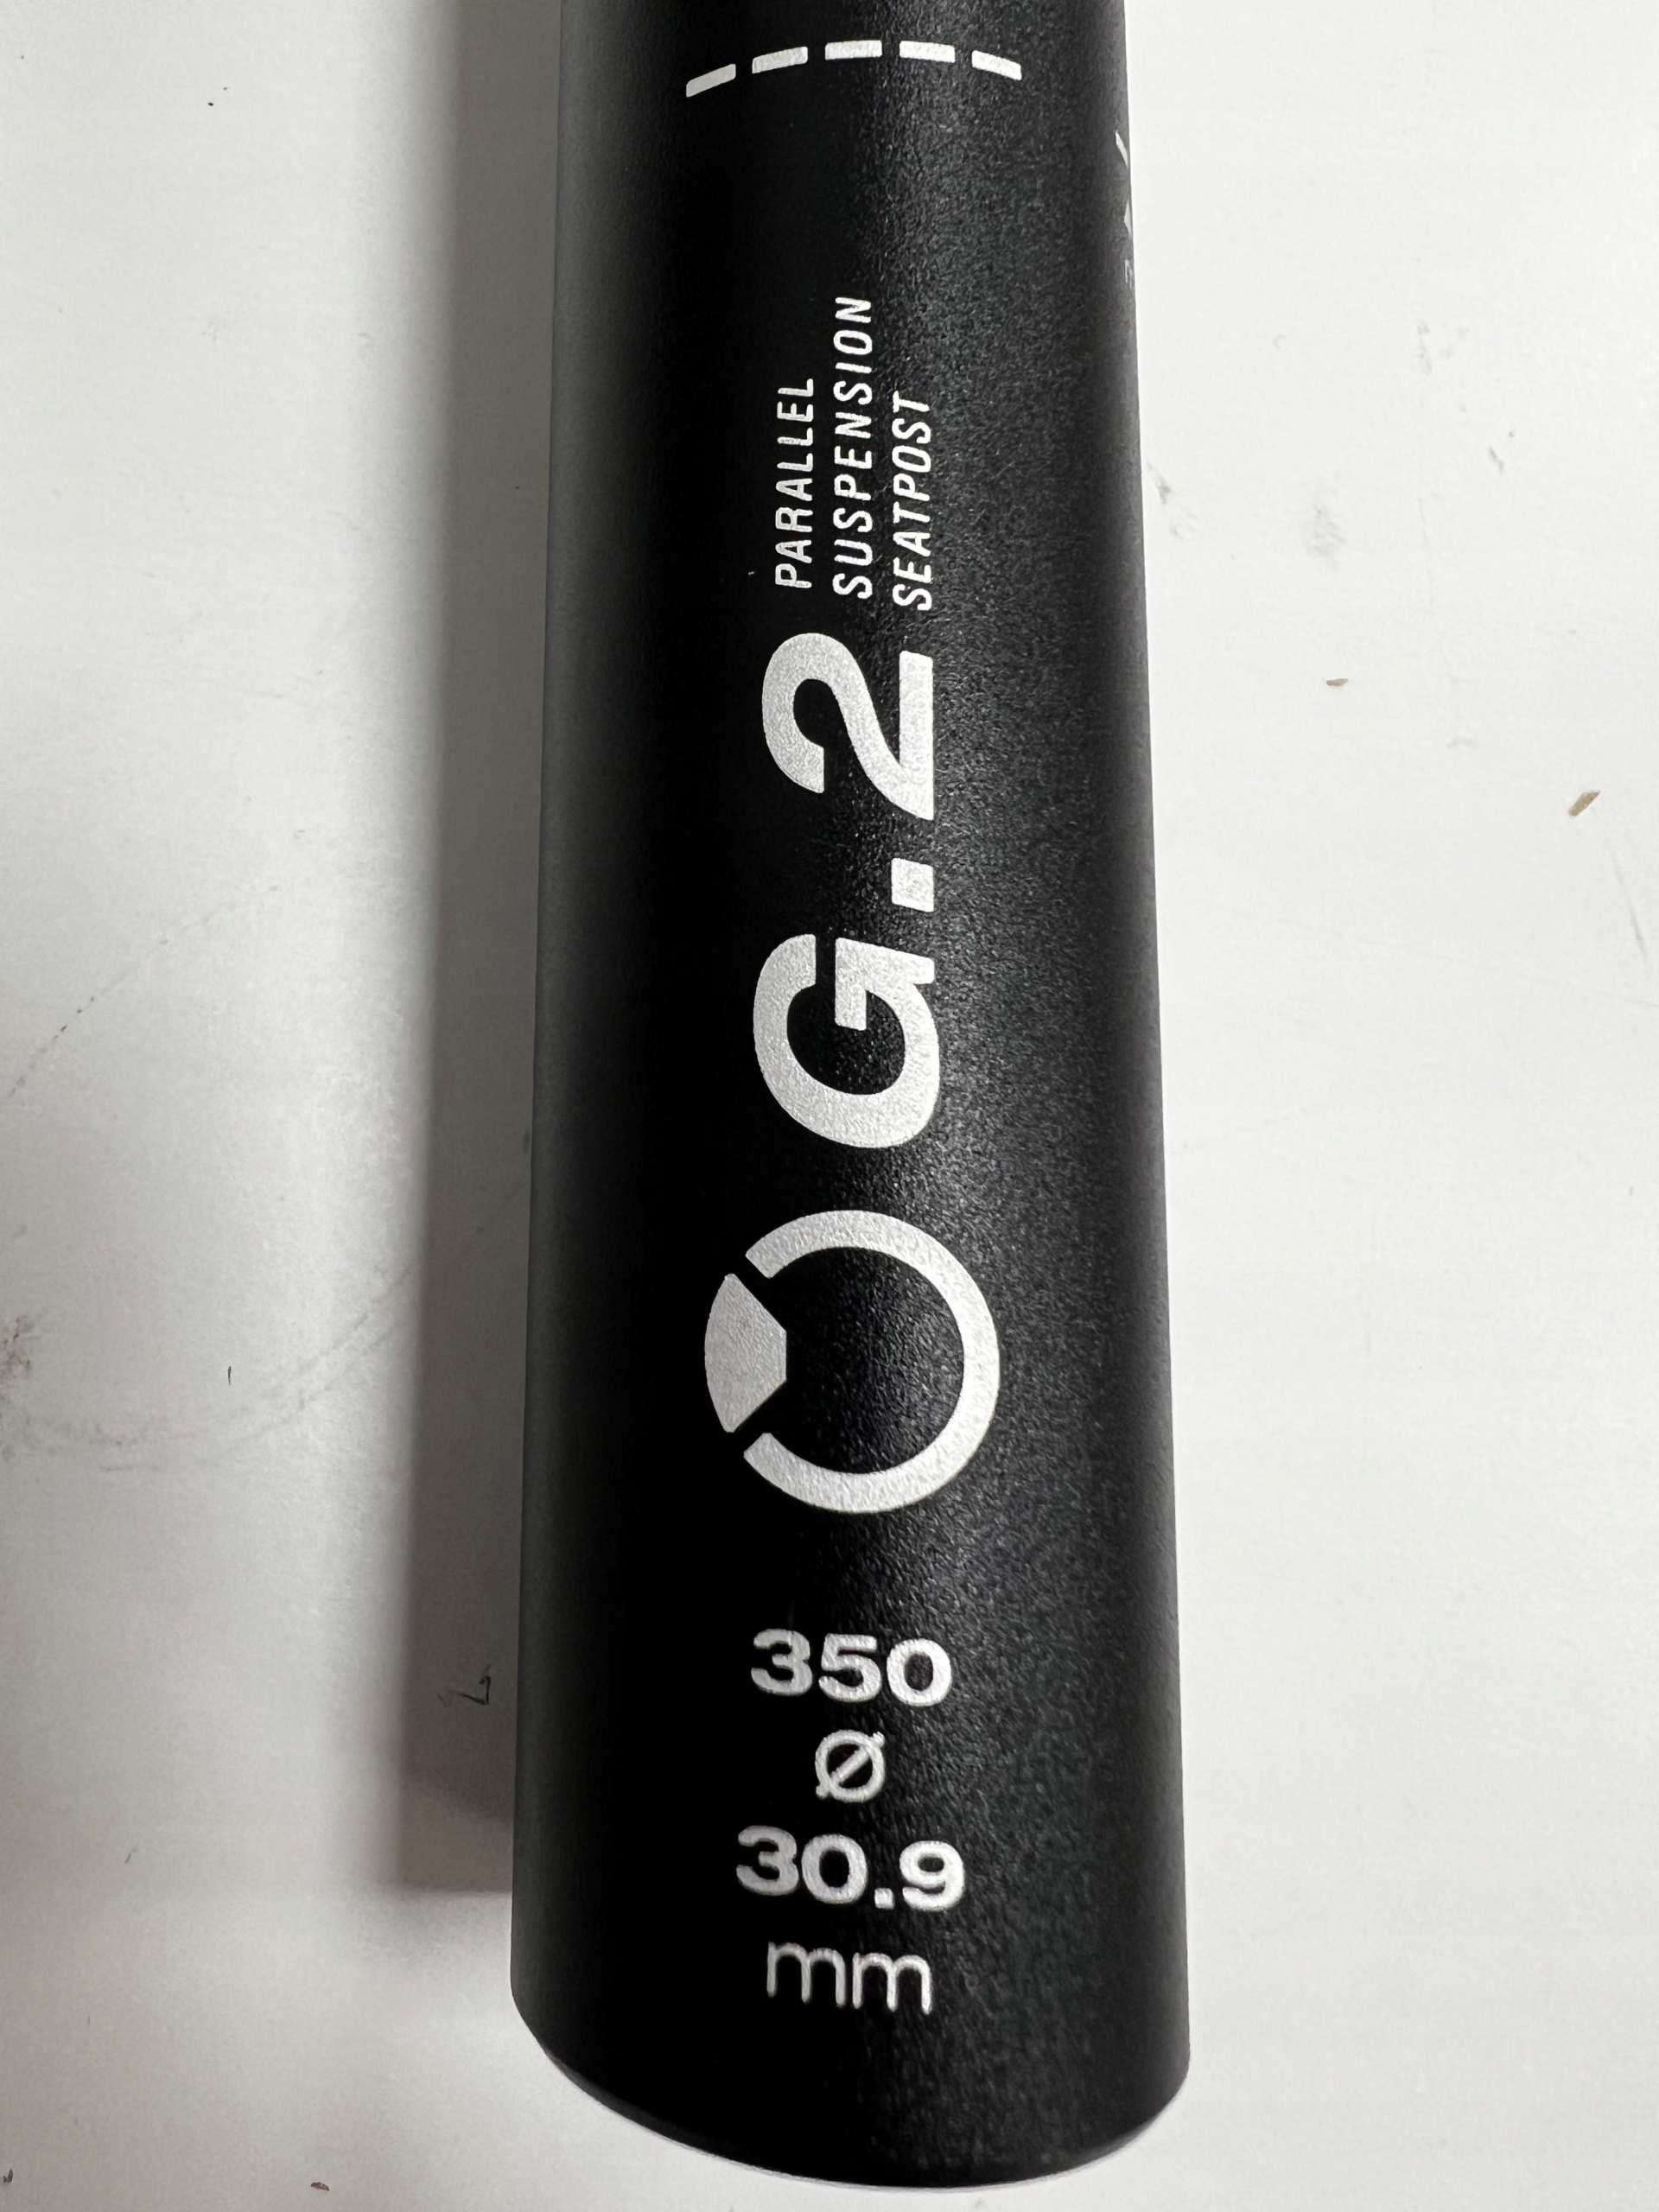 PARALLEL
SUSPENSION
SEATPOST
G.2
350
Ø
30.9
mm